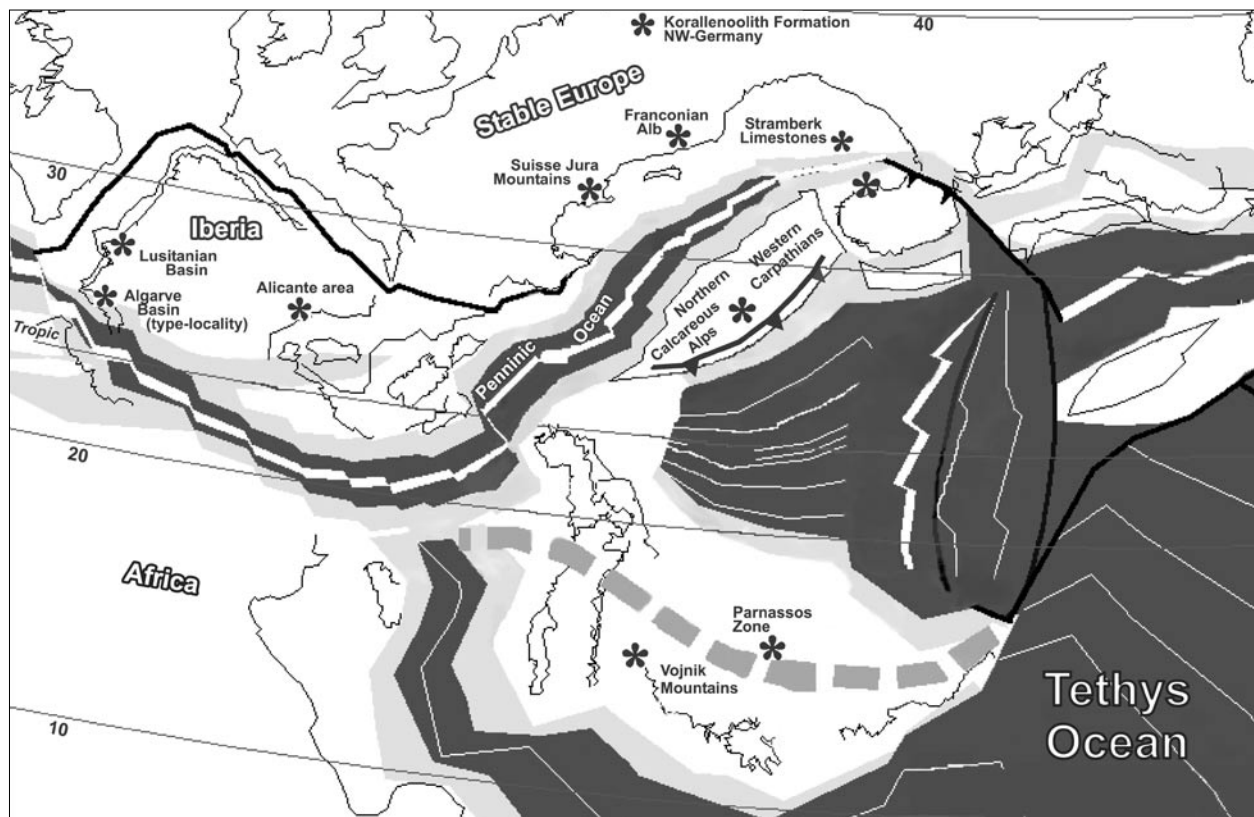 Korallenoolith Formation
NW-Germany
40
Stable Europe
Franconian
Alb
Stramberk
Limestones
Suisse Jura
Mountains
30
Iberia
Lusitanian
Basin
Algarve
Basin
(type-locality)
Alicante area
Tropic
Penninic
Ocean
Northern
Calcareous
Alps
Western
Carpathians
20
Africa
Parnassos
Zone
Vojnik
Mountains
Tethys
Ocean
10